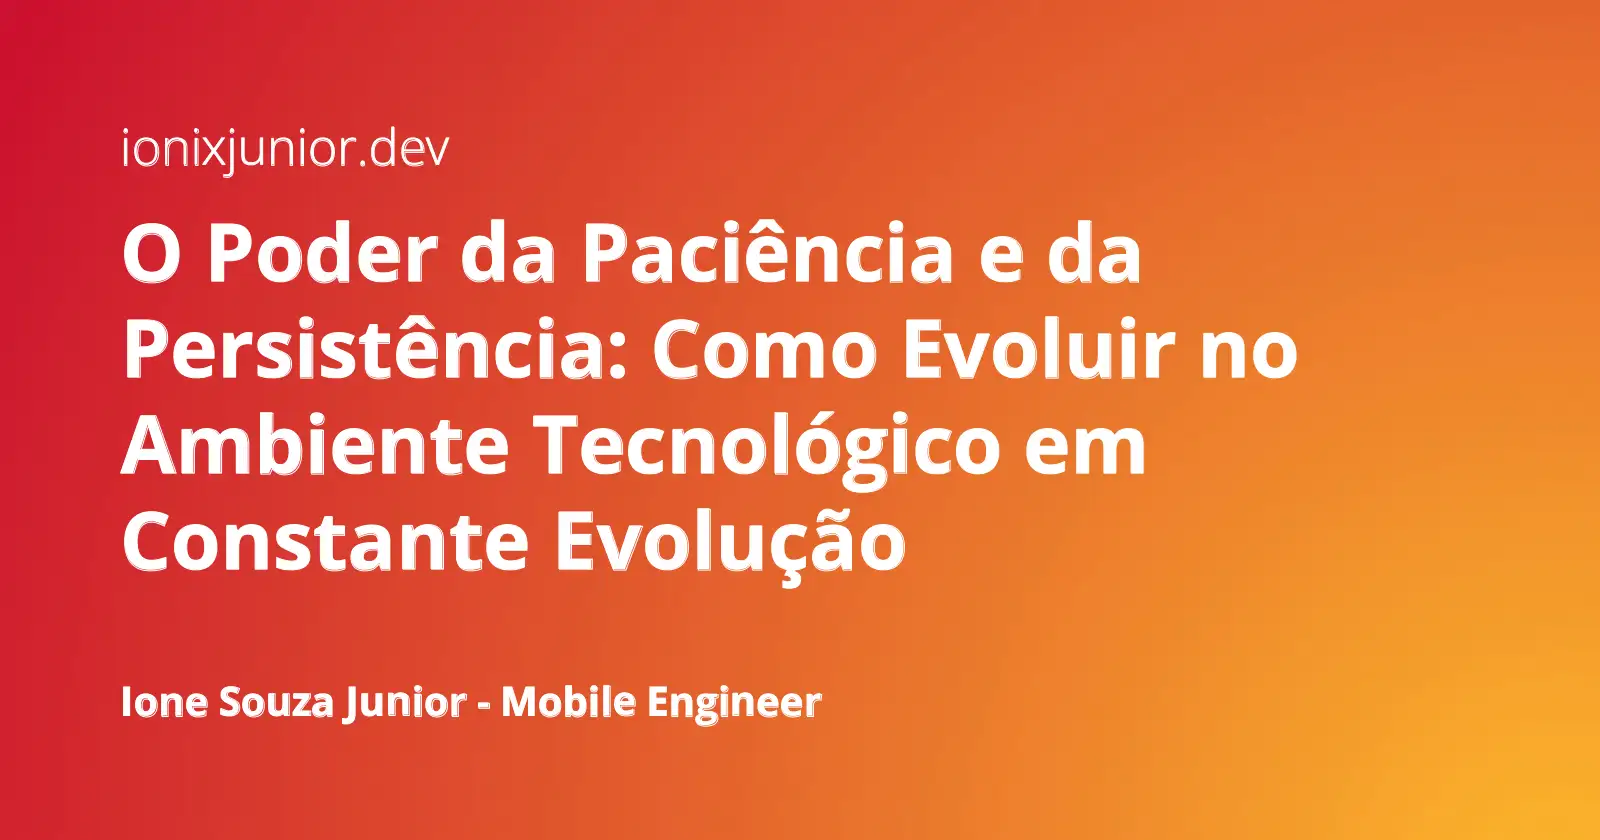 ionixjunior.dev
O Poder da Paciência e da
Persistência: Como Evoluir no
Ambiente Tecnológico em
Constante Evolução
Ione Souza Junior - Mobile Engineer